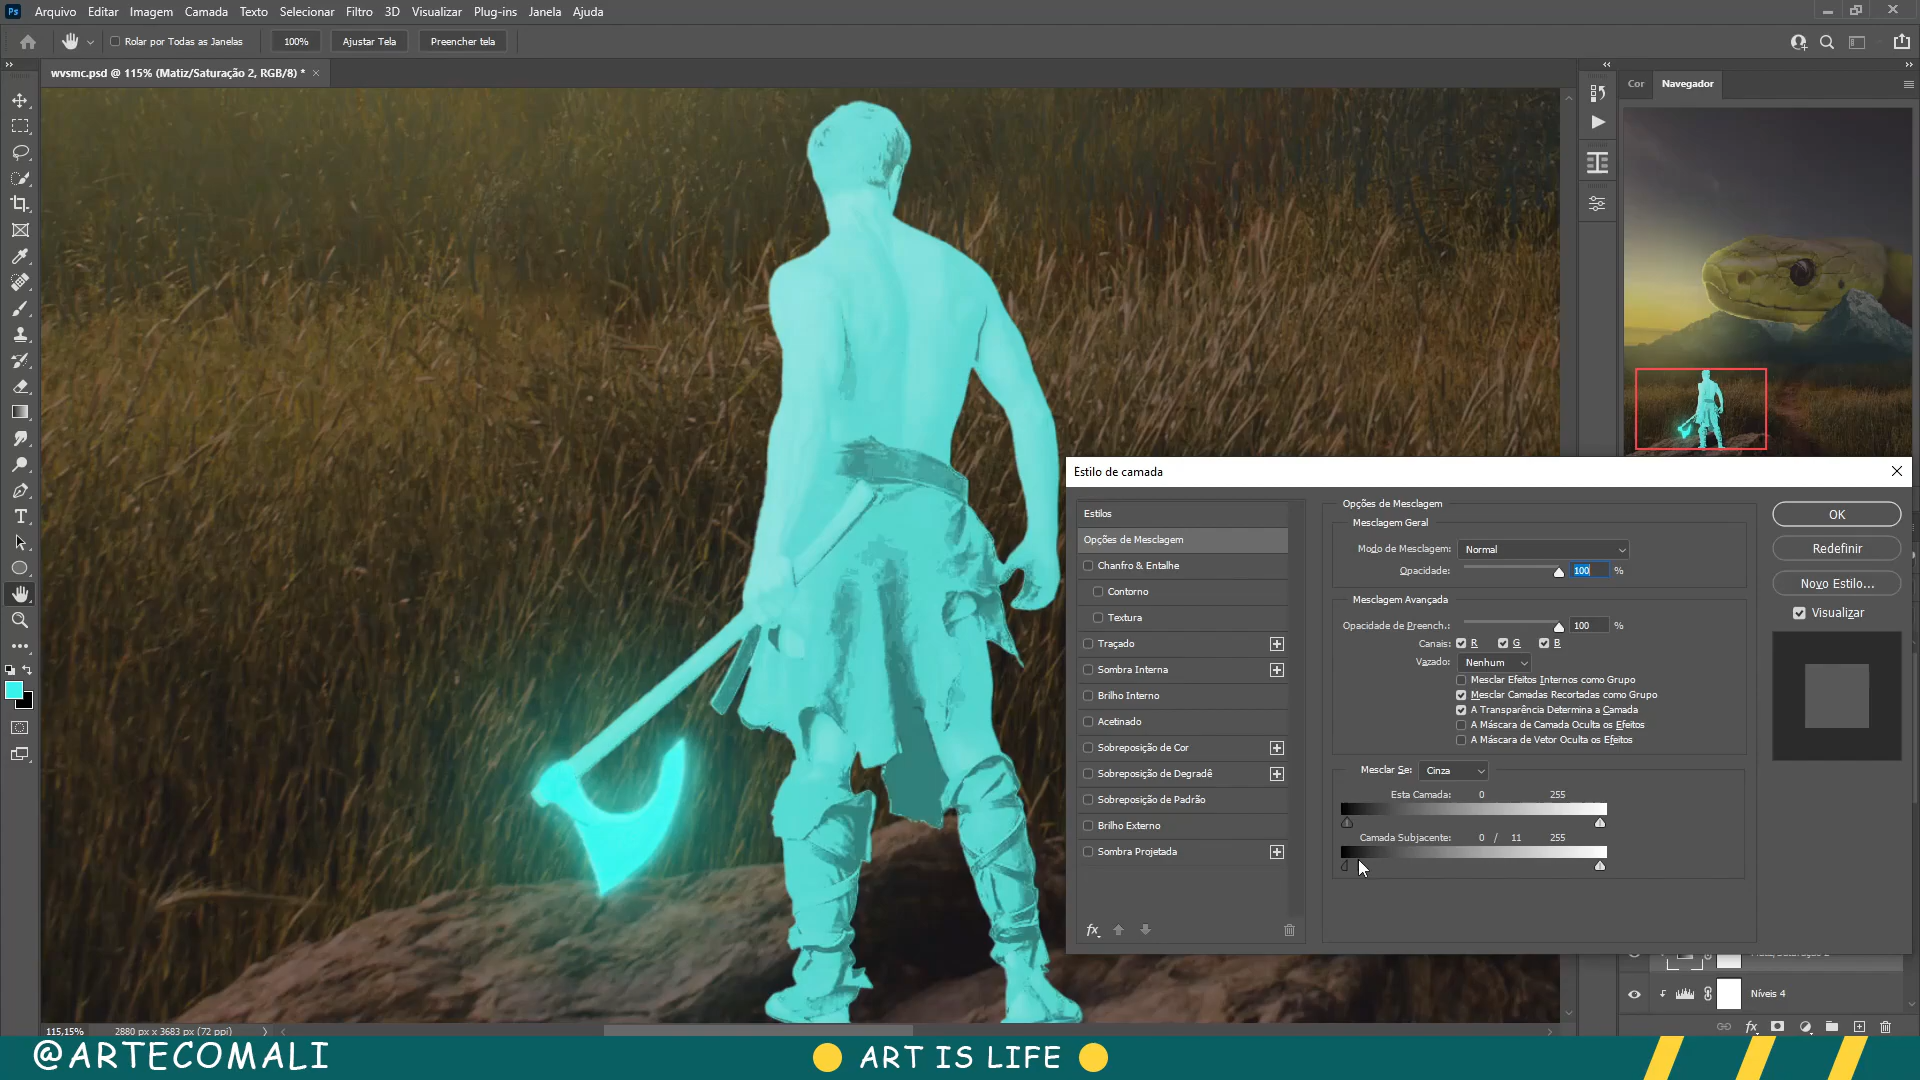 Ps Arquivo Editar Imagem Camada Texto Selecionar Filtro 3D Visualizar Plug-ins Janela Ajuda
Rolar por Todas as Janelas 100% Ajustar Tela Preencher tela
wvsmc.psd @ 115% (Matiz/Saturação 2, RGB/8) *
Cor Navegador
Estilo de camada
Estilos
Opções de Mesclagem
Chanfro & Entalhe
Contorno
Textura
Traçado
Sombra Interna
Brilho Interno
Acetinado
Sobreposição de Cor
Sobreposição de Degradê
Sobreposição de Padrão
Brilho Externo
Sombra Projetada
fx
Opções de Mesclagem
Mesclagem Geral
Modo de Mesclagem: Normal
Opacidade: 100 %
Mesclagem Avançada
Opacidade de Preench.: 100 %
Canais: R G B
Vazado: Nenhum
Mesclar Efeitos Internos como Grupo
Mesclar Camadas Recortadas como Grupo
A Transparência Determina a Camada
A Máscara de Camada Oculta os Efeitos
A Máscara de Vetor Oculta os Efeitos
Mesclar Se: Cinza
Esta Camada: 0 255
Camada Subjacente: 0 / 11 255
OK
Redefinir
Novo Estilo...
Visualizar
Níveis 4
fx
115,15% 2880 px x 3683 px (72 ppi)
@ARTECOMALI
ART IS LIFE